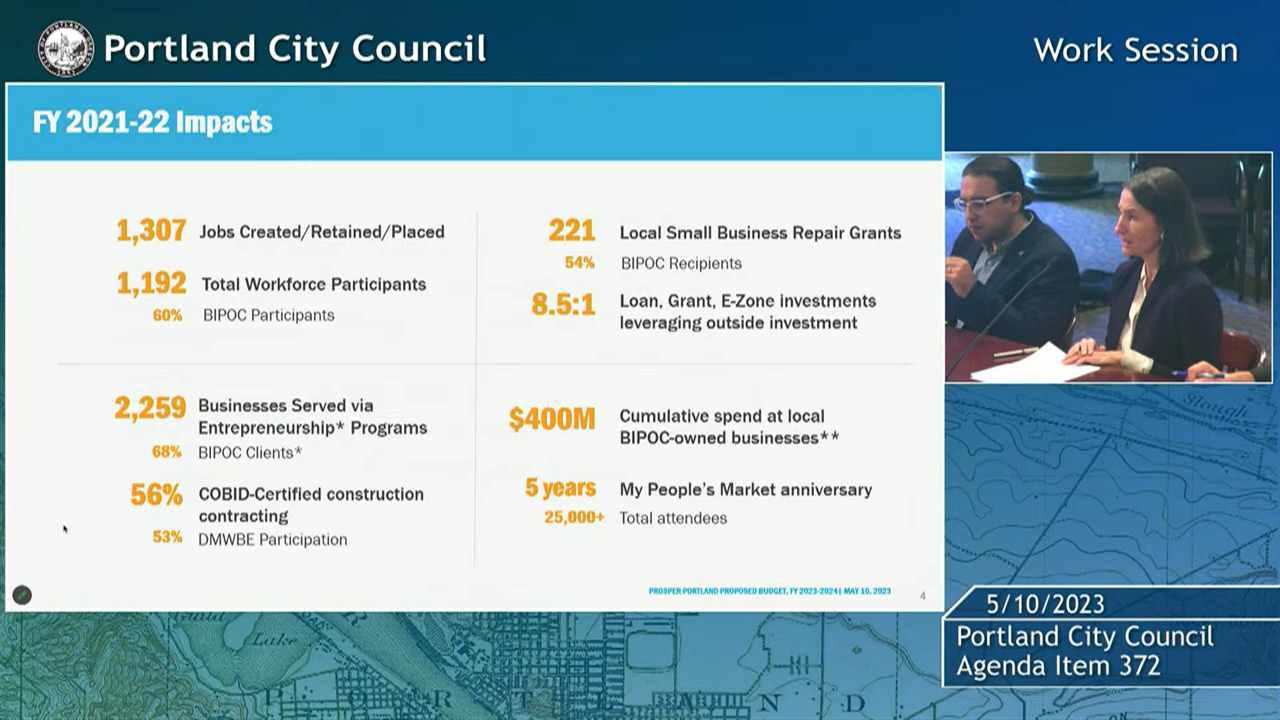 Portland City Council
Work Session
FY 2021-22 Impacts
1,307 Jobs Created/Retained/Placed
1,192 Total Workforce Participants
60% BIPOC Participants
221 Local Small Business Repair Grants
54% BIPOC Recipients
8.5:1 Loan, Grant, E-Zone investments
leveraging outside investment
2,259 Businesses Served via
Entrepreneurship* Programs
68% BIPOC Clients*
56% COBID-Certified construction
contracting
53% DMWBE Participation
$400M Cumulative spend at local
BIPOC-owned businesses**
5 years My People's Market anniversary
25,000+ Total attendees
PROSPER PORTLAND PROPOSED BUDGET, FY 2023-2024| MAY 10, 2023
4
Slough
5/10/2023
Portland City Council
Agenda Item 372
Guild
Lake
R T L A N D